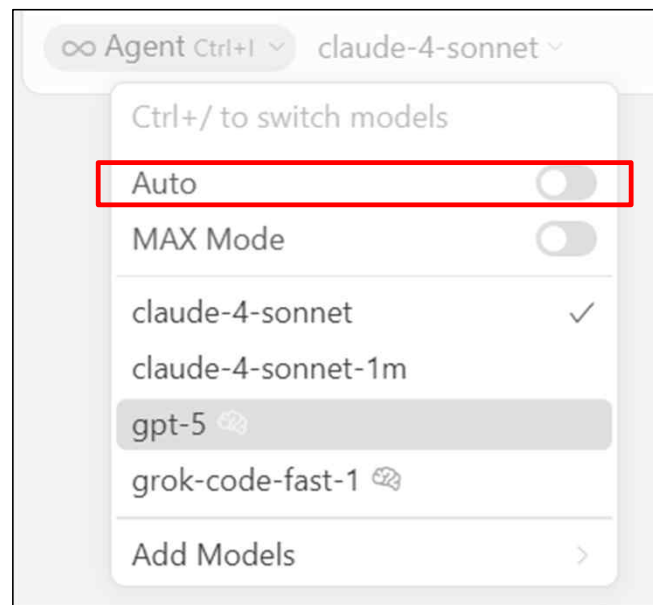 ∞ Agent Ctrl+I claude-4-sonnet
Ctrl+/ to switch models
Auto
MAX Mode
claude-4-sonnet
claude-4-sonnet-1m
gpt-5
grok-code-fast-1
Add Models